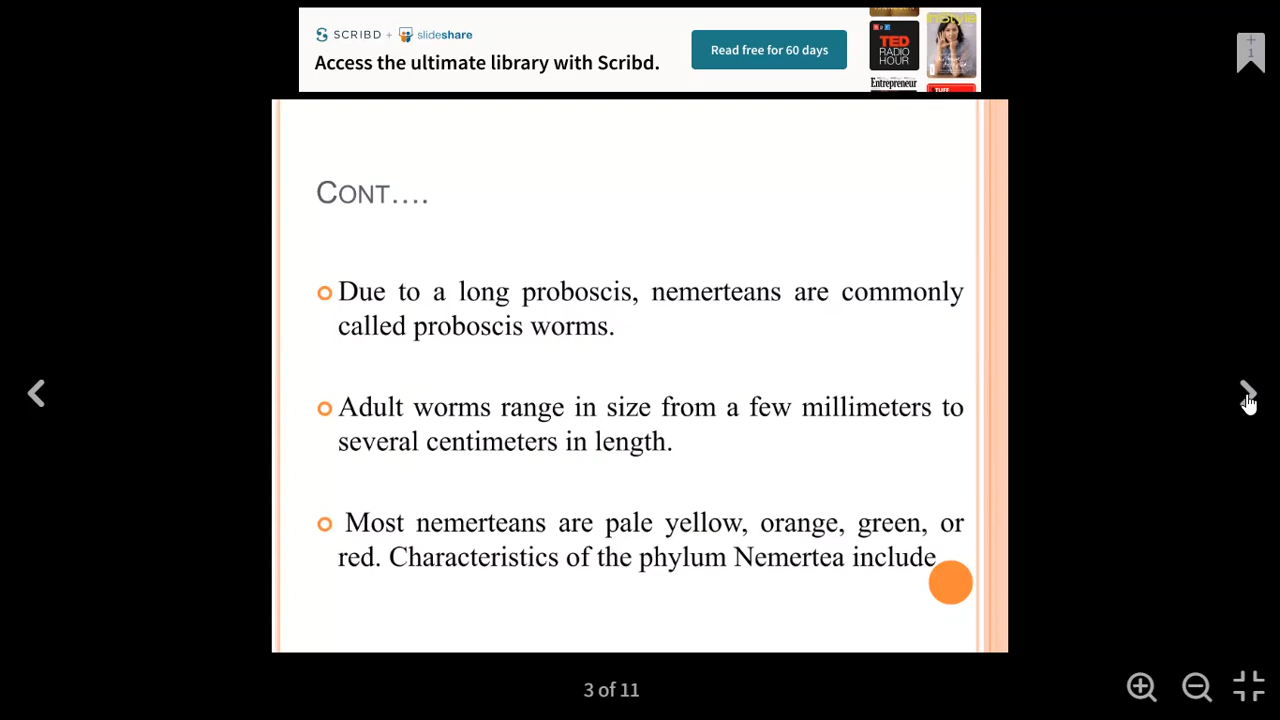 SCRIBD + slideshare
Access the ultimate library with Scribd.
Read free for 60 days
TED
RADIO
HOUR
InStyle
Entrepreneur
+
1
CONT....
Due to a long proboscis, nemerteans are commonly
called proboscis worms.
Adult worms range in size from a few millimeters to
several centimeters in length.
Most nemerteans are pale yellow, orange, green, or
red. Characteristics of the phylum Nemertea include
3 of 11